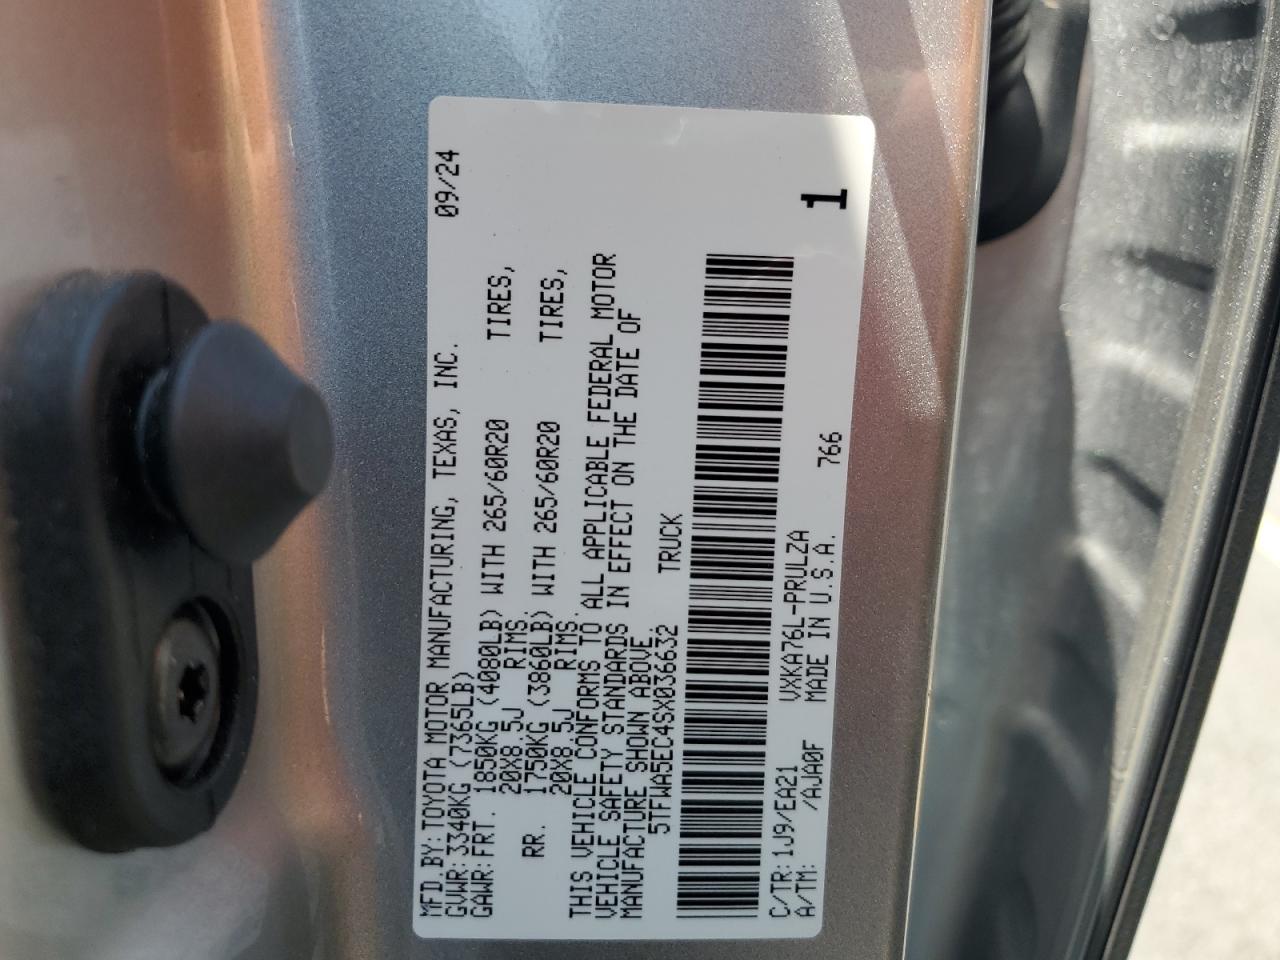 MFD.BY:TOYOTA MOTOR MANUFACTURING, TEXAS, INC. 09/24
GVWR:3340KG (7365LB)
GAWR:FRT. 1850KG (4080LB) WITH 265/60R20 TIRES,
20X8.5J RIMS.
RR. 1750KG (3860LB) WITH 265/60R20 TIRES,
20X8.5J RIMS.
THIS VEHICLE CONFORMS TO ALL APPLICABLE FEDERAL MOTOR
VEHICLE SAFETY STANDARDS IN EFFECT ON THE DATE OF
MANUFACTURE SHOWN ABOVE
5TFWA5EC4SX036632 TRUCK
C/TR:1J9/EA21 VXKA76L-PRULZA
A/TM: /AJA0F MADE IN U.S.A. 766
1